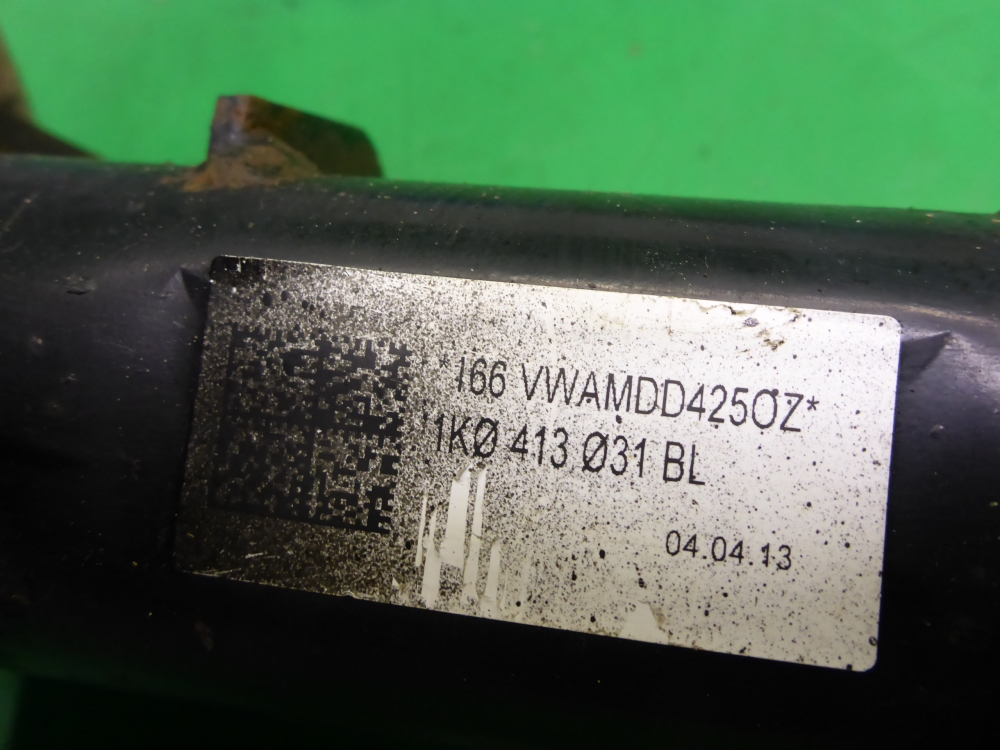 *I66 VWAMDD425OZ*
1KØ 413 Ø31 BL
04.04.13